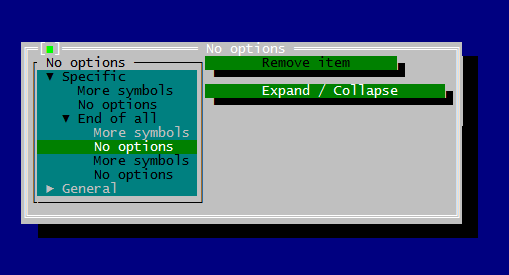 No options
No options
Remove item
▼ Specific
More symbols
Expand / Collapse
No options
▼ End of all
More symbols
No options
More symbols
No options
► General